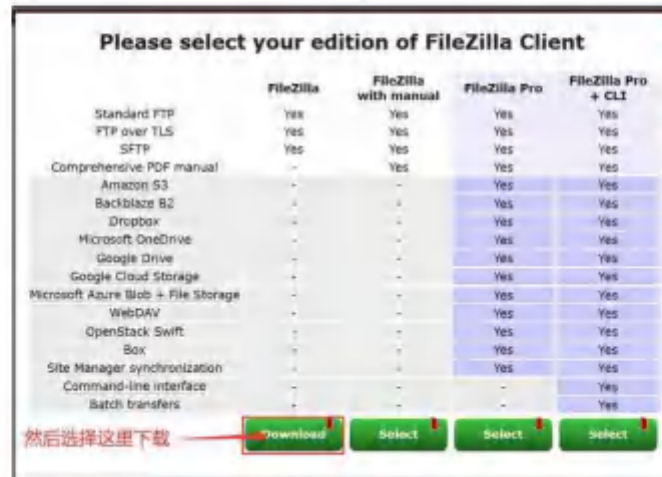 Please select your edition of FileZilla Client
FileZilla FileZilla with manual FileZilla Pro FileZilla Pro + CLI
Standard FTP Yes Yes Yes Yes
FTP over TLS Yes Yes Yes Yes
SFTP Yes Yes Yes Yes
Comprehensive PDF manual - Yes Yes Yes
Amazon S3 - - Yes Yes
Backblaze B2 - - Yes Yes
Dropbox - - Yes Yes
Microsoft OneDrive - - Yes Yes
Google Drive - - Yes Yes
Google Cloud Storage - - Yes Yes
Microsoft Azure Blob + File Storage - - Yes Yes
WebDAV - - Yes Yes
OpenStack Swift - - Yes Yes
Box - - Yes Yes
Site Manager synchronization - - Yes Yes
Command-line interface - - - Yes
Batch transfers - - - Yes
然后选择这里下载 Download Select Select Select